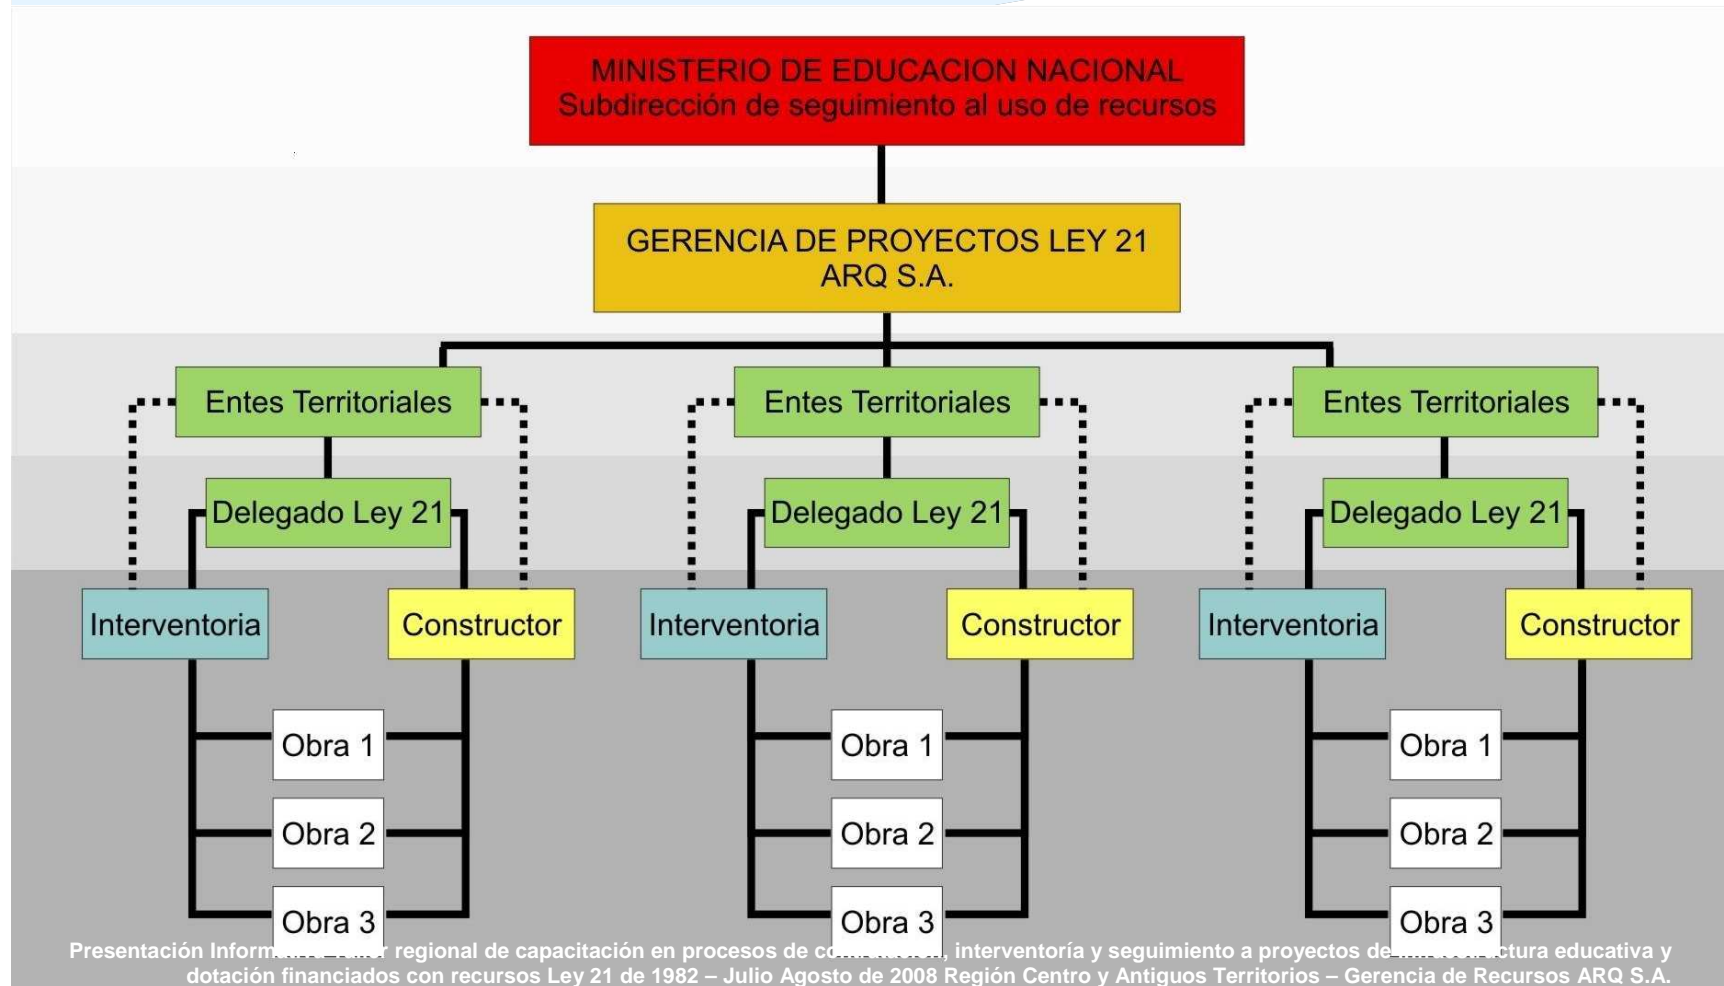 MINISTERIO DE EDUCACION NACIONAL
Subdirección de seguimiento al uso de recursos
GERENCIA DE PROYECTOS LEY 21
ARQ S.A.
Entes Territoriales
Entes Territoriales
Entes Territoriales
Delegado Ley 21
Delegado Ley 21
Delegado Ley 21
Interventoria
Constructor
Interventoria
Constructor
Interventoria
Constructor
Obra 1
Obra 1
Obra 1
Obra 2
Obra 2
Obra 2
Obra 3
Obra 3
Obra 3
Presentación regional de capacitación en procesos de interventoría y seguimiento a proyectos educativa y
dotación financiados con recursos Ley 21 de 1982 – Julio Agosto de 2008 Región Centro y Antiguos Territorios – Gerencia de Recursos ARQ S.A.